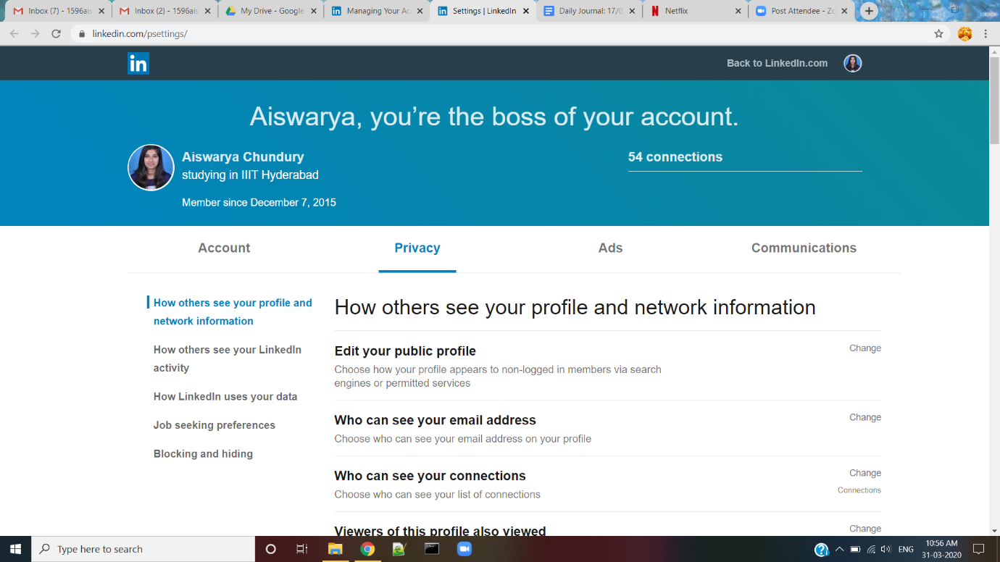 Inbox (7) - 1596ais
Inbox (2) - 1596ais
My Drive - Google
Managing Your Ac
Settings | LinkedIn
Daily Journal: 17/0
Netflix
Post Attendee - Zo
linkedin.com/psettings/
in
Back to LinkedIn.com
Aiswarya, you’re the boss of your account.
Aiswarya Chundury
studying in IIIT Hyderabad
Member since December 7, 2015
54 connections
Account
Privacy
Ads
Communications
How others see your profile and
network information
How others see your LinkedIn
activity
How LinkedIn uses your data
Job seeking preferences
Blocking and hiding
How others see your profile and network information
Edit your public profile
Change
Choose how your profile appears to non-logged in members via search
engines or permitted services
Who can see your email address
Change
Choose who can see your email address on your profile
Who can see your connections
Change
Choose who can see your list of connections
Connections
Viewers of this profile also viewed
Change
Type here to search
ENG
10:56 AM
31-03-2020